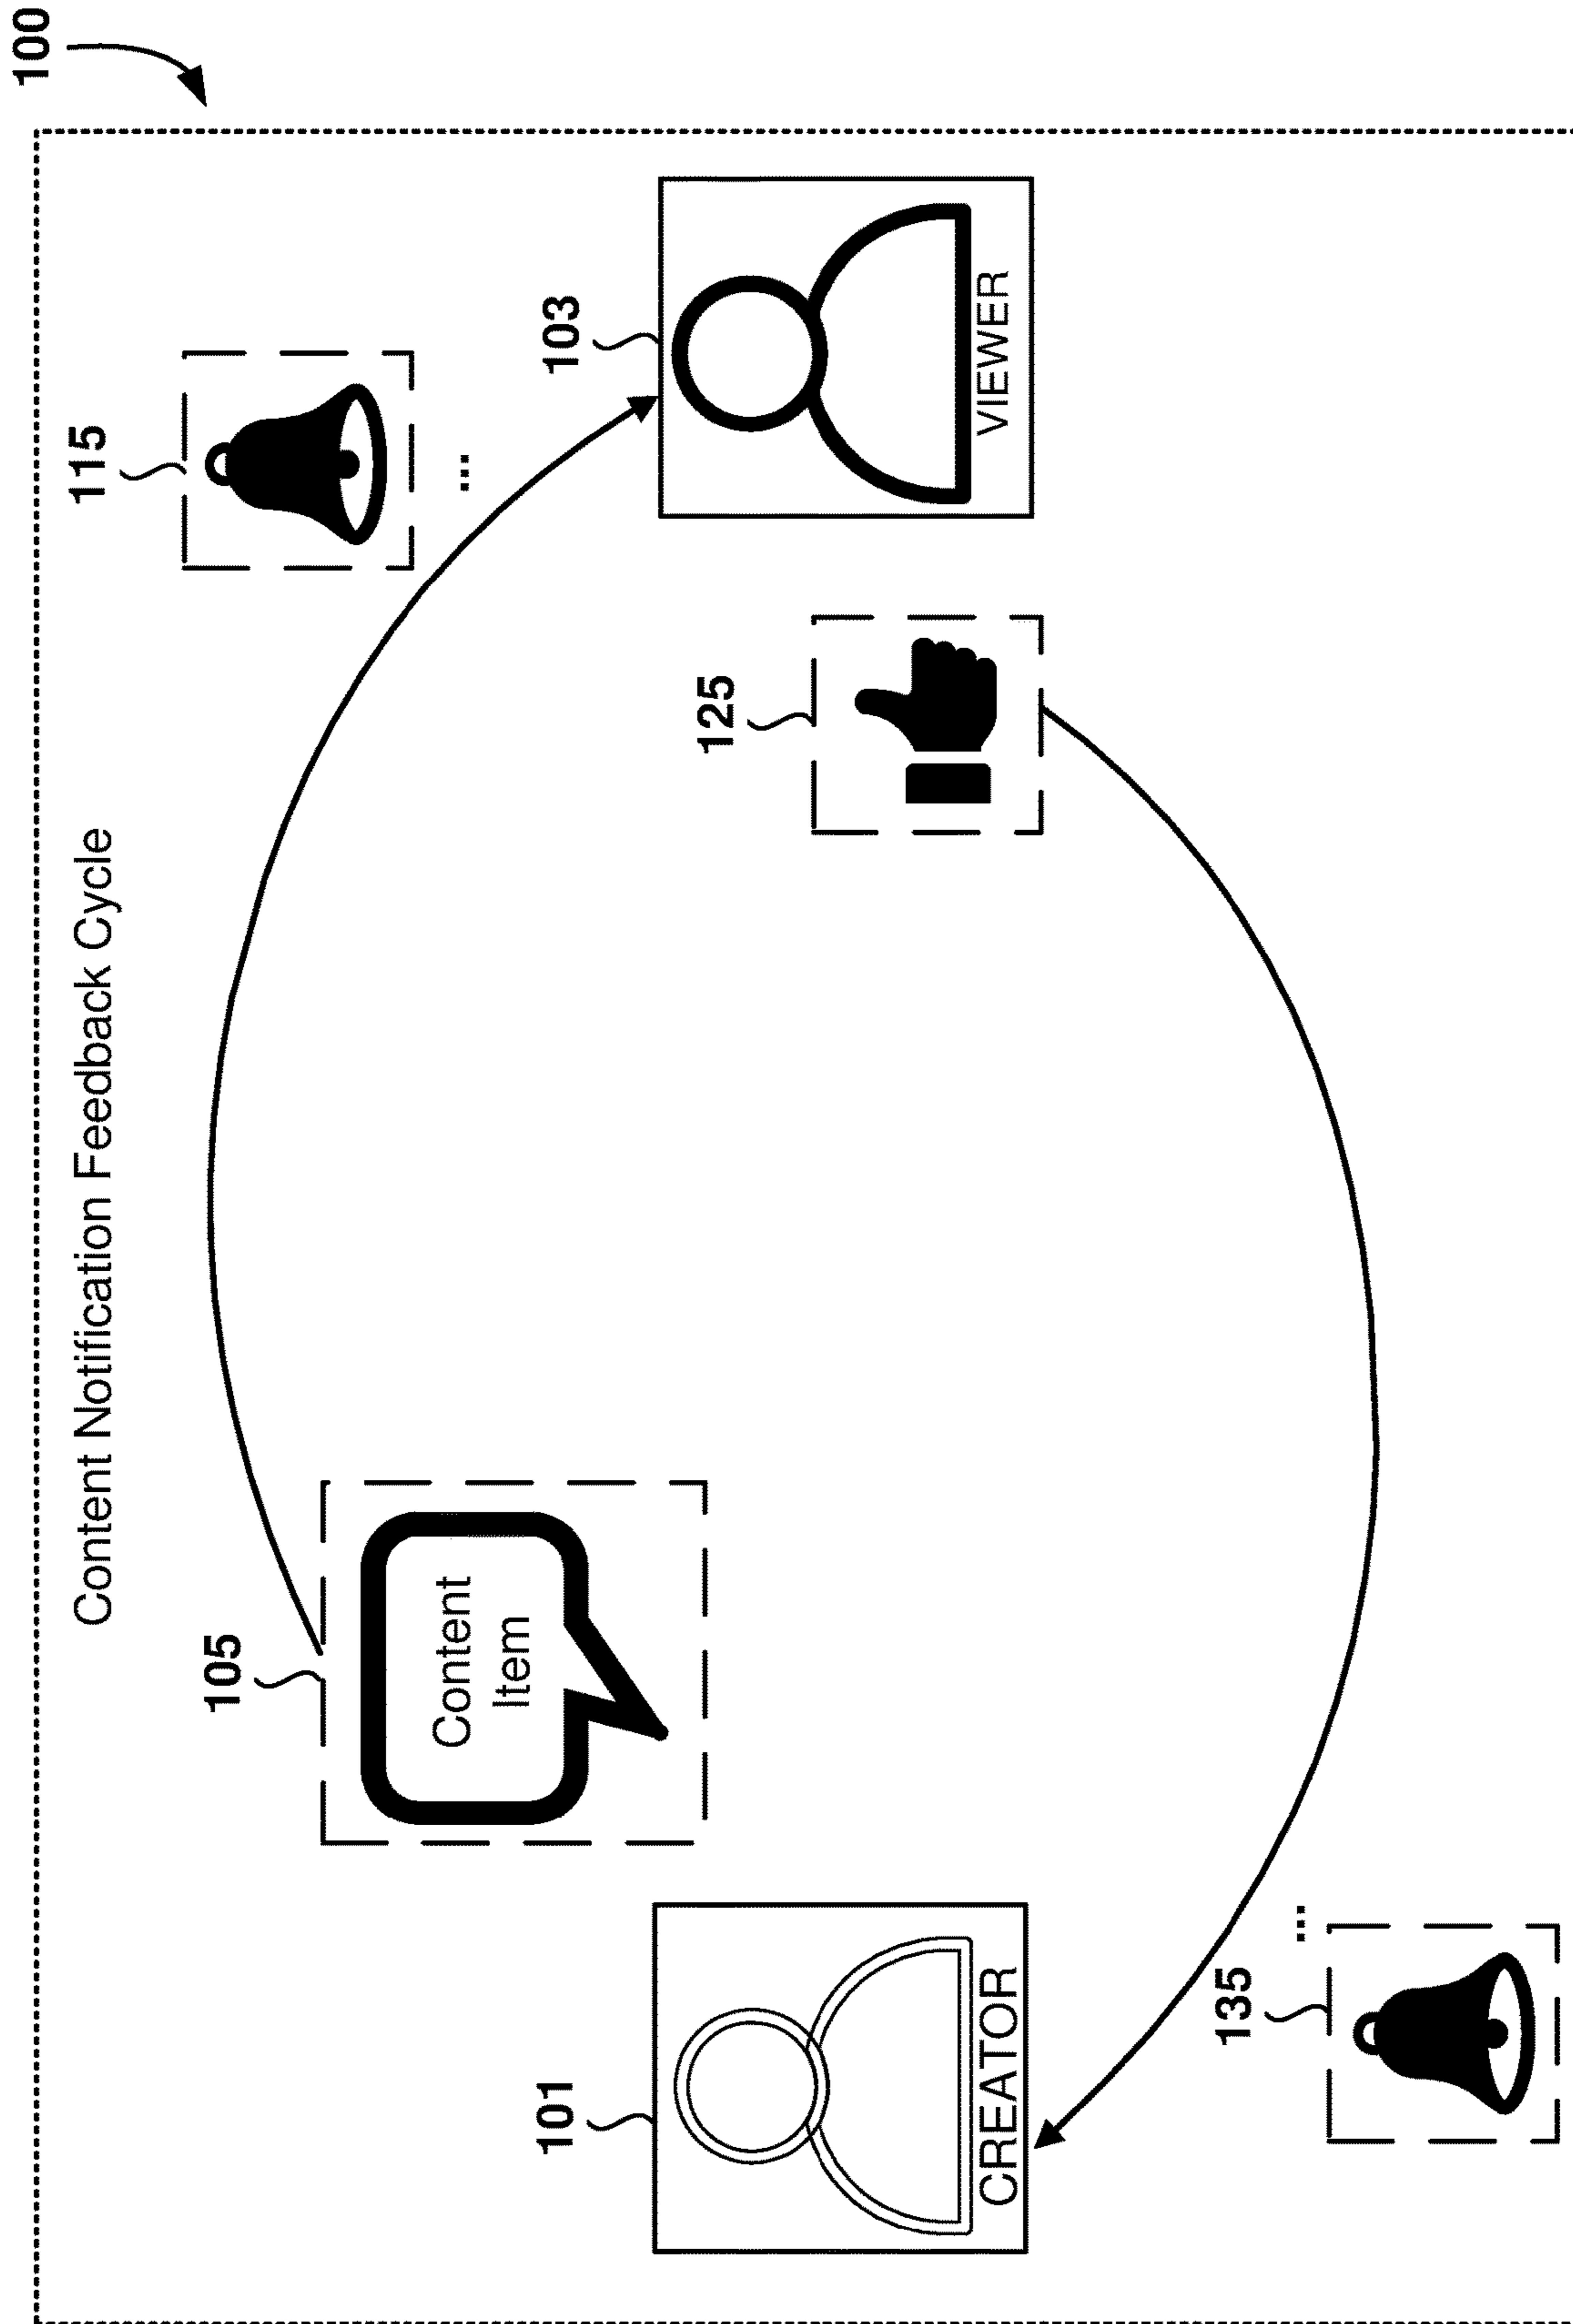 100
Content Notification Feedback Cycle
115
...
105
Content
Item
103
VIEWER
101
CREATOR
125
135
...